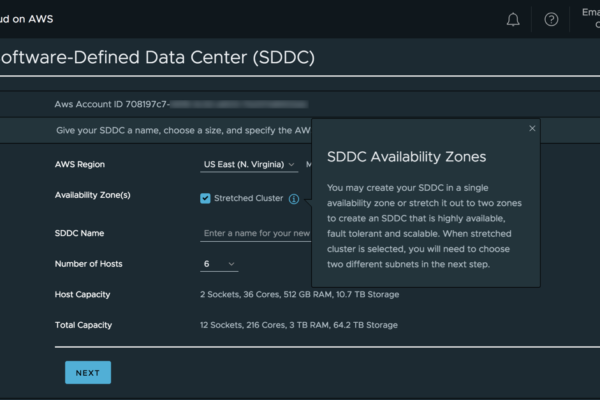 ud on AWS
Ema
oftware-Defined Data Center (SDDC)
Aws Account ID 708197c7-
Give your SDDC a name, choose a size, and specify the AW
AWS Region
US East (N. Virginia)
M
Availability Zone(s)
Stretched Cluster
SDDC Name
Enter a name for your new
Number of Hosts
6
Host Capacity
2 Sockets, 36 Cores, 512 GB RAM, 10.7 TB Storage
Total Capacity
12 Sockets, 216 Cores, 3 TB RAM, 64.2 TB Storage
NEXT
SDDC Availability Zones
You may create your SDDC in a single
availability zone or stretch it out to two zones
to create an SDDC that is highly available,
fault tolerant and scalable. When stretched
cluster is selected, you will need to choose
two different subnets in the next step.